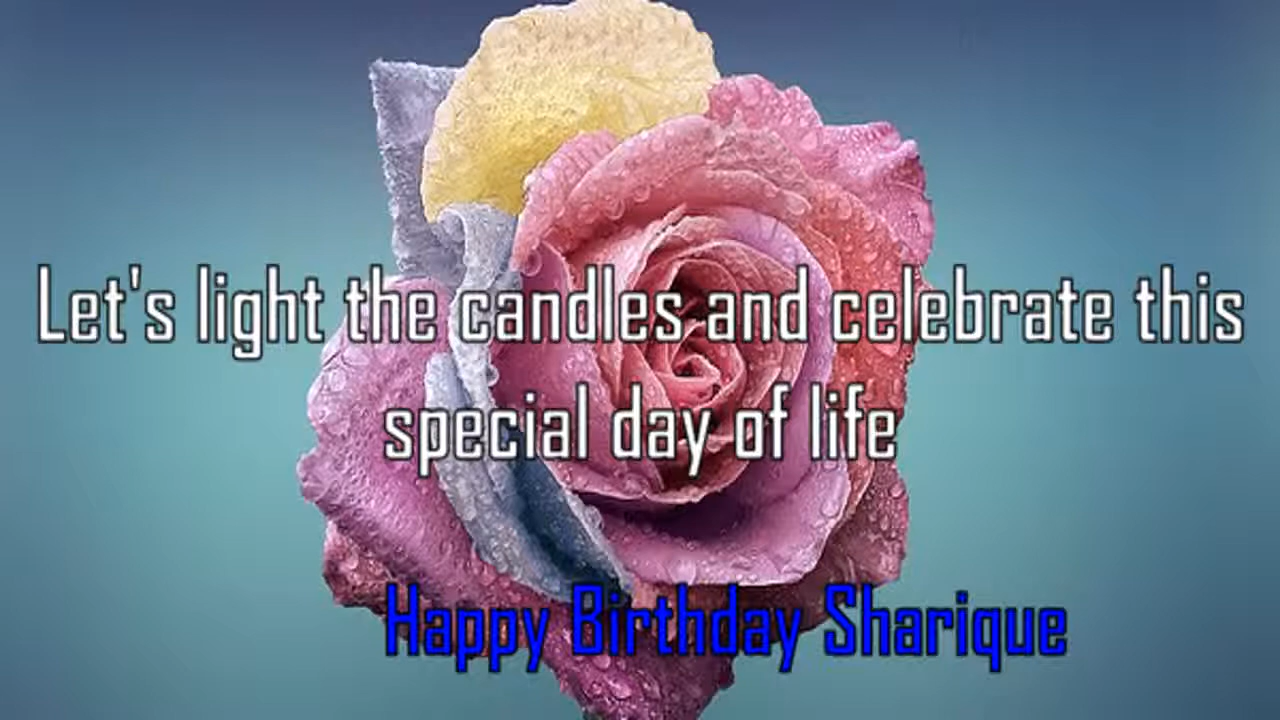 Let's light the candles and celebrate this
special day of life
Happy Birthday Sharique